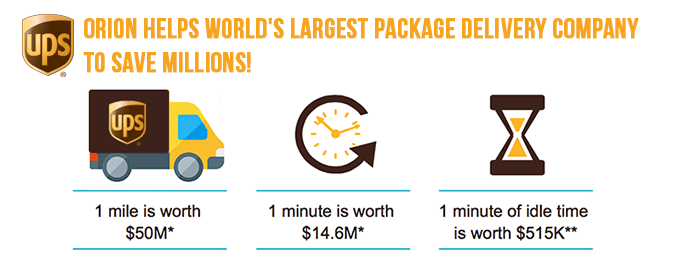 ups
ORION HELPS WORLD'S LARGEST PACKAGE DELIVERY COMPANY
TO SAVE MILLIONS!
®
ups
1 mile is worth
$50M*
1 minute is worth
$14.6M*
1 minute of idle time
is worth $515K**